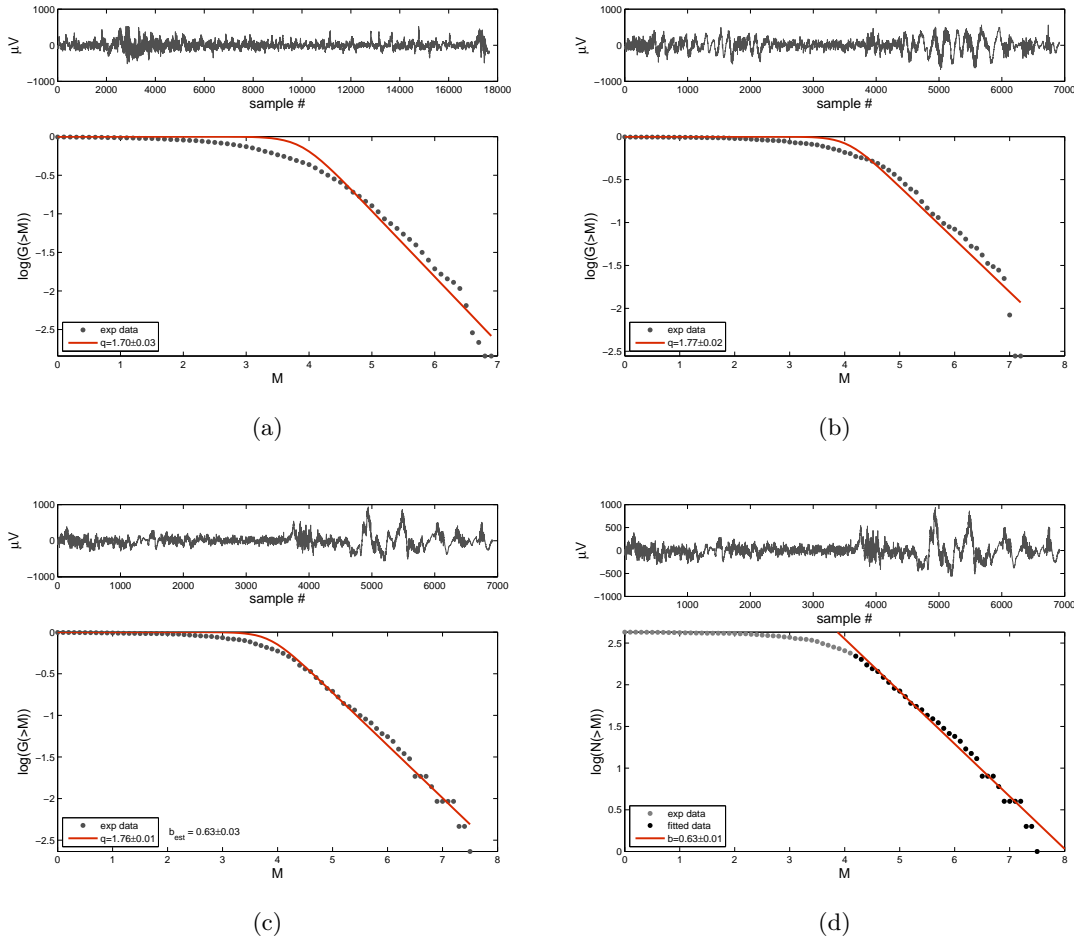 1000
0
−1000
μV
0 2000 4000 6000 8000 10000 12000 14000 16000 18000
sample #
0
−0.5
−1
−1.5
−2
−2.5
log(G(>M))
exp data
q=1.70±0.03
0 1 2 3 4 5 6 7
M
(a)
1000
0
−1000
μV
0 1000 2000 3000 4000 5000 6000 7000
sample #
0
−0.5
−1
−1.5
−2
−2.5
log(G(>M))
exp data
q=1.77±0.02
0 1 2 3 4 5 6 7 8
M
(b)
1000
0
−1000
μV
0 1000 2000 3000 4000 5000 6000 7000
sample #
0
−0.5
−1
−1.5
−2
−2.5
log(G(>M))
exp data
q=1.76±0.01
b_est = 0.63±0.03
0 1 2 3 4 5 6 7 8
M
(c)
1000
500
0
−500
−1000
μV
1000 2000 3000 4000 5000 6000 7000
sample #
2.5
2
1.5
1
0.5
0
log(N(>M))
exp data
fitted data
b=0.63±0.01
0 1 2 3 4 5 6 7 8
M
(d)